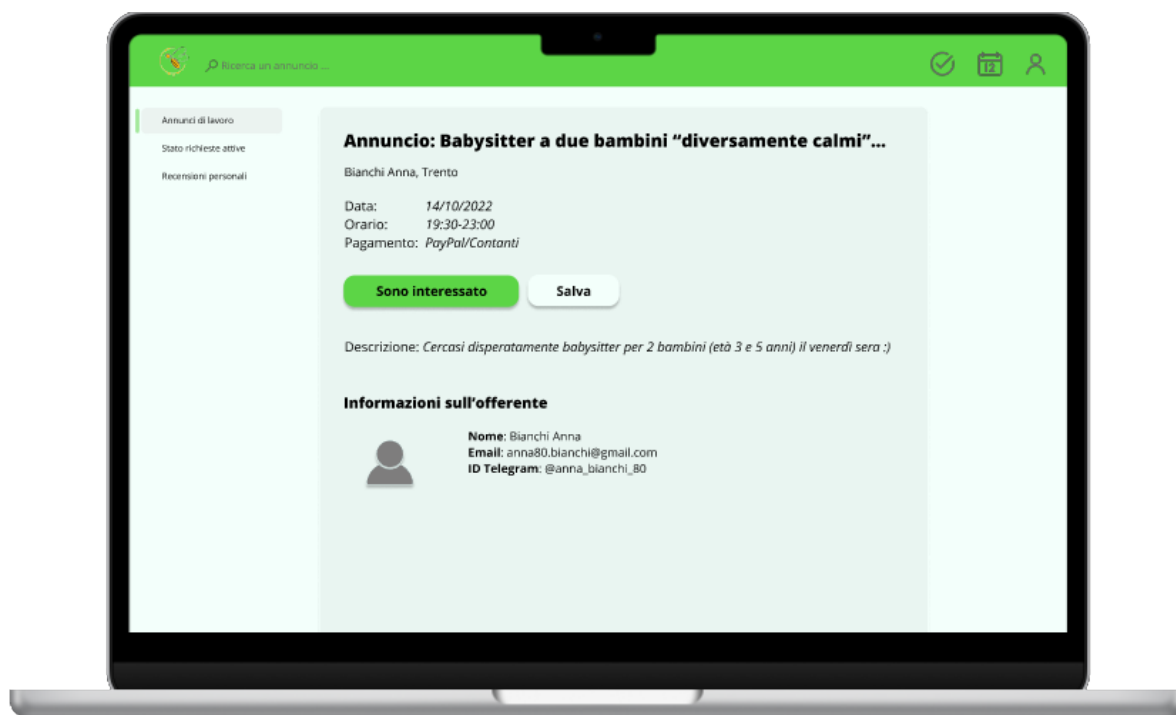 Ricerca un annuncio ...
12
Annunci di lavoro
Stato richieste attive
Recensioni personali
Annuncio: Babysitter a due bambini “diversamente calmi”...
Bianchi Anna, Trento
Data: 14/10/2022
Orario: 19:30-23:00
Pagamento: PayPal/Contanti
Sono interessato
Salva
Descrizione: Cercasi disperatamente babysitter per 2 bambini (età 3 e 5 anni) il venerdì sera :)
Informazioni sull’offerente
Nome: Bianchi Anna
Email: anna80.bianchi@gmail.com
ID Telegram: @anna_bianchi_80